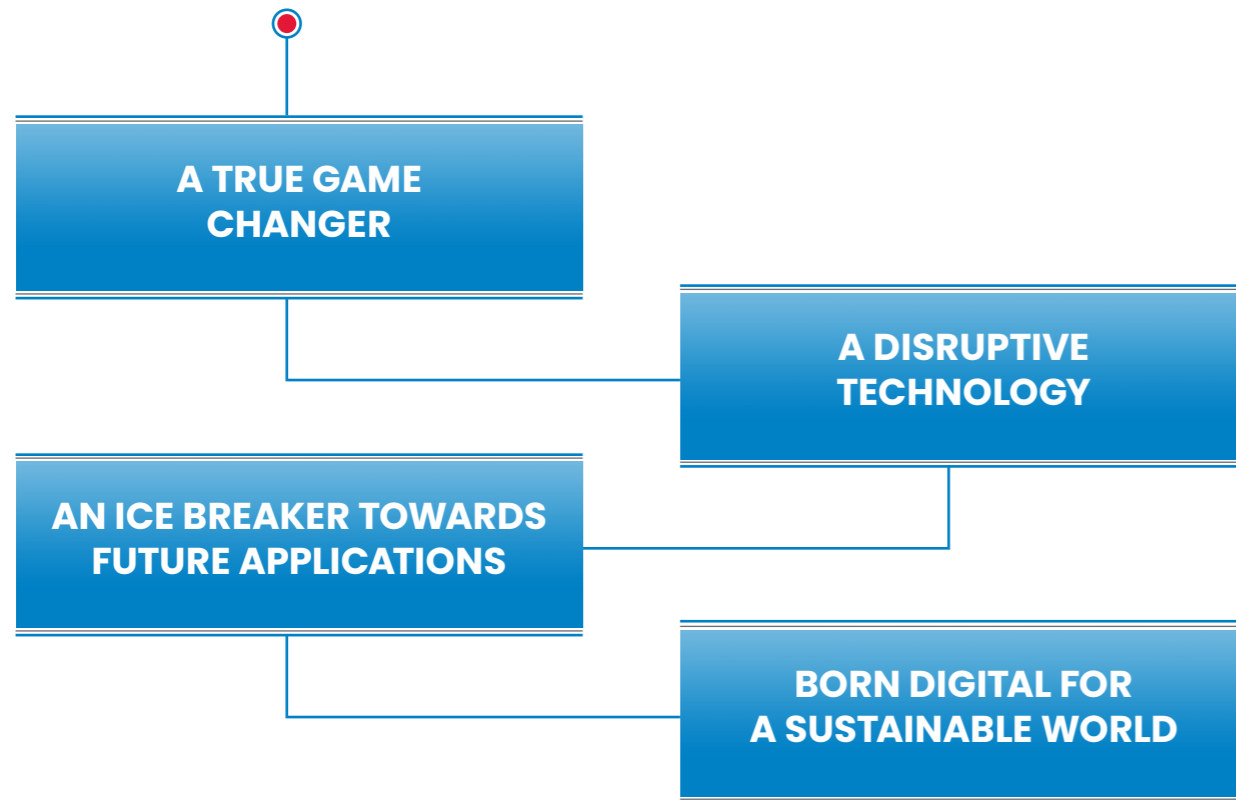 A TRUE GAME
CHANGER
A DISRUPTIVE
TECHNOLOGY
AN ICE BREAKER TOWARDS
FUTURE APPLICATIONS
BORN DIGITAL FOR
A SUSTAINABLE WORLD